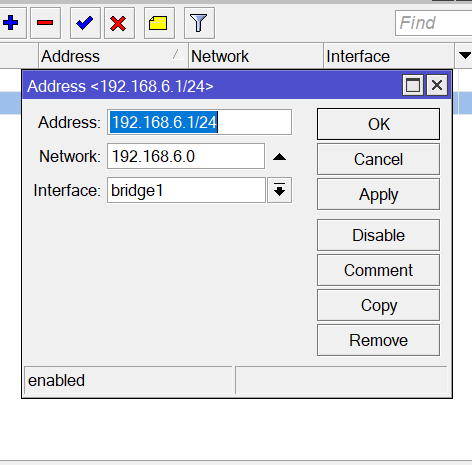 Find
Address Network Interface
Address <192.168.6.1/24>
Address: 192.168.6.1/24 OK
Network: 192.168.6.0 Cancel
Interface: bridge1 Apply
Disable
Comment
Copy
Remove
enabled